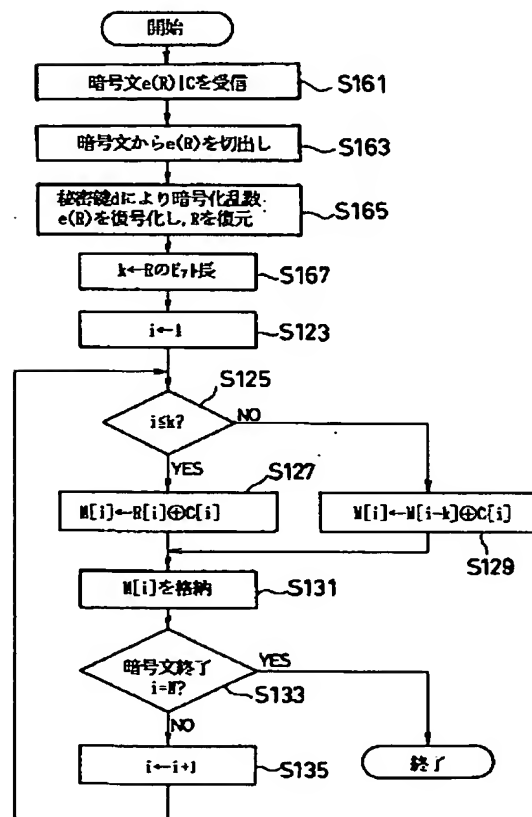 開始
暗号文e(R)|Cを受信
S161
暗号文からe(R)を切出し
S163
秘密鍵dにより暗号化乱数
e(R)を復号化し,Rを復元
S165
k←Rのビット長
S167
i←1
S123
S125
i≦k?
NO
YES
S127
M[i]←R[i]⊕C[i]
M[i]←M[i-k]⊕C[i]
S129
M[i]を格納
S131
暗号文終了
i=N?
YES
S133
NO
i←i+1
S135
終了